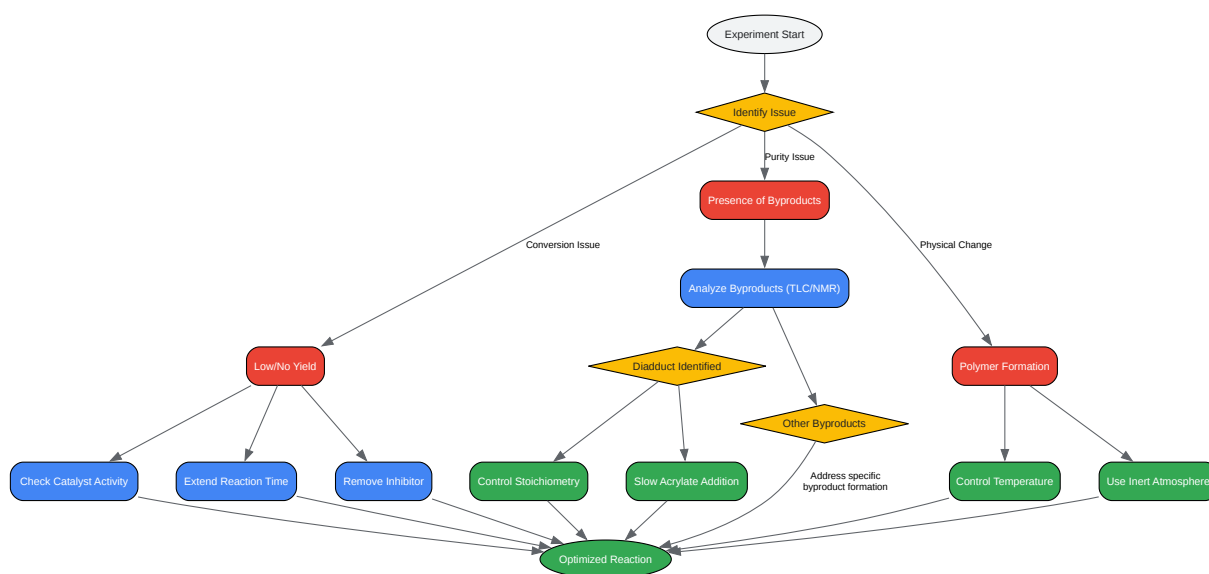 Experiment Start
Identify Issue
Purity Issue
Presence of Byproducts
Conversion Issue
Physical Change
Analyze Byproducts (TLC/NMR)
Low/No Yield
Diadduct Identified
Polymer Formation
Other Byproducts
Check Catalyst Activity
Extend Reaction Time
Remove Inhibitor
Control Stoichiometry
Slow Acrylate Addition
Address specific
byproduct formation
Control Temperature
Use Inert Atmosphere
Optimized Reaction